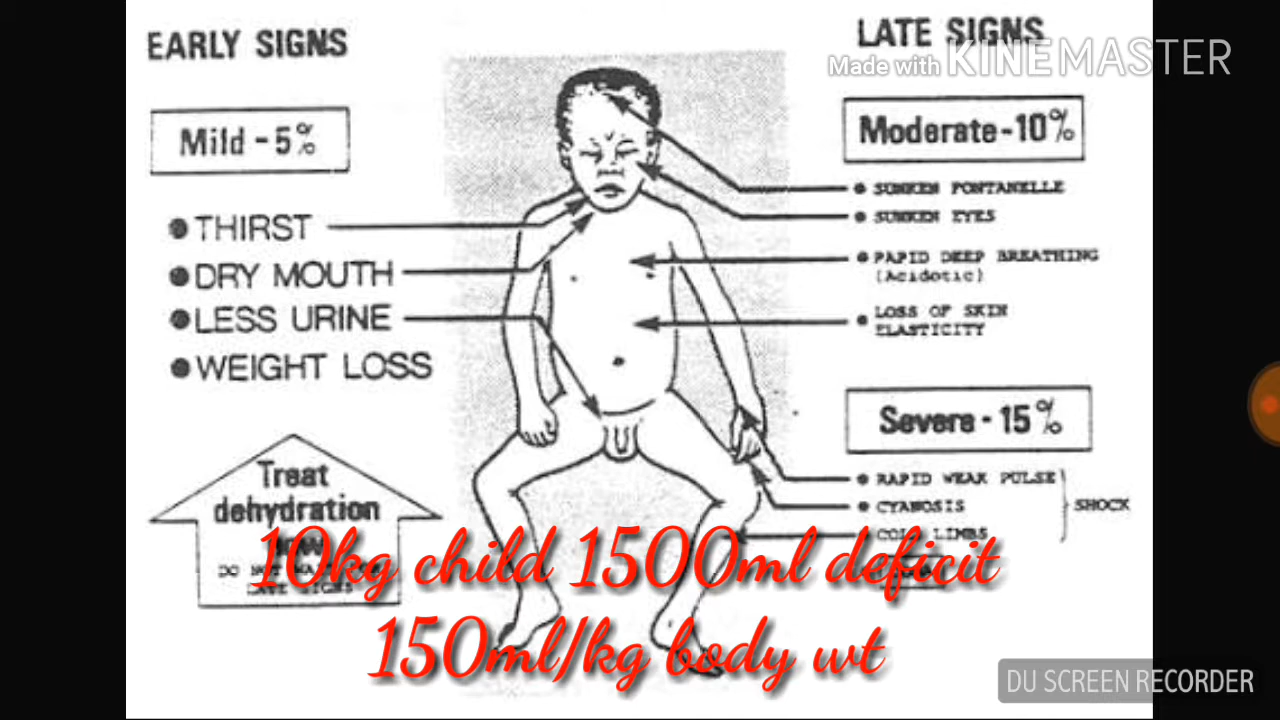 EARLY SIGNS
Mild - 5%
THIRST
DRY MOUTH
LESS URINE
WEIGHT LOSS
Treat
dehydration
LATE SIGNS
Made with KINEMASTER
Moderate - 10%
SUNKEN FONTANELLE
SUNKEN EYES
RAPID DEEP BREATHING
(Acidotic)
LOSS OF SKIN
ELASTICITY
Severe - 15%
RAPID WEAK PULSE
CYANOSIS
SHOCK
COLD LIMBS
10kg child 1500ml deficit
150ml/kg body wt
DU SCREEN RECORDER